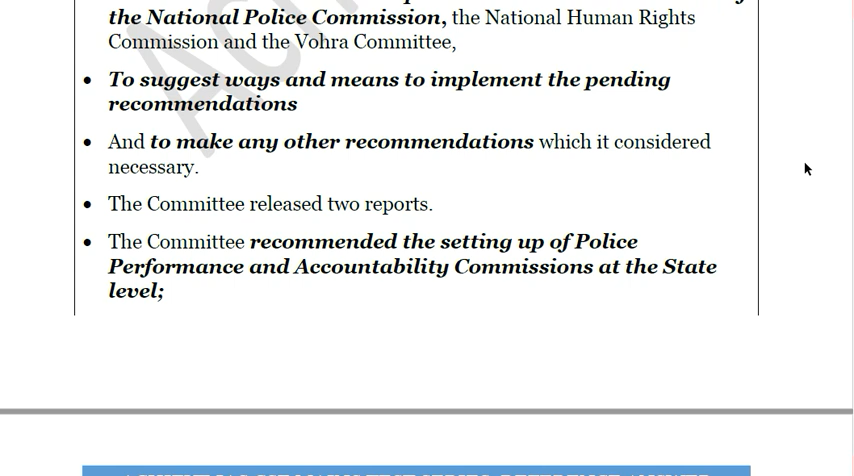 the National Police Commission, the National Human Rights
Commission and the Vohra Committee,
• To suggest ways and means to implement the pending
recommendations
• And to make any other recommendations which it considered
necessary.
• The Committee released two reports.
• The Committee recommended the setting up of Police
Performance and Accountability Commissions at the State
level;